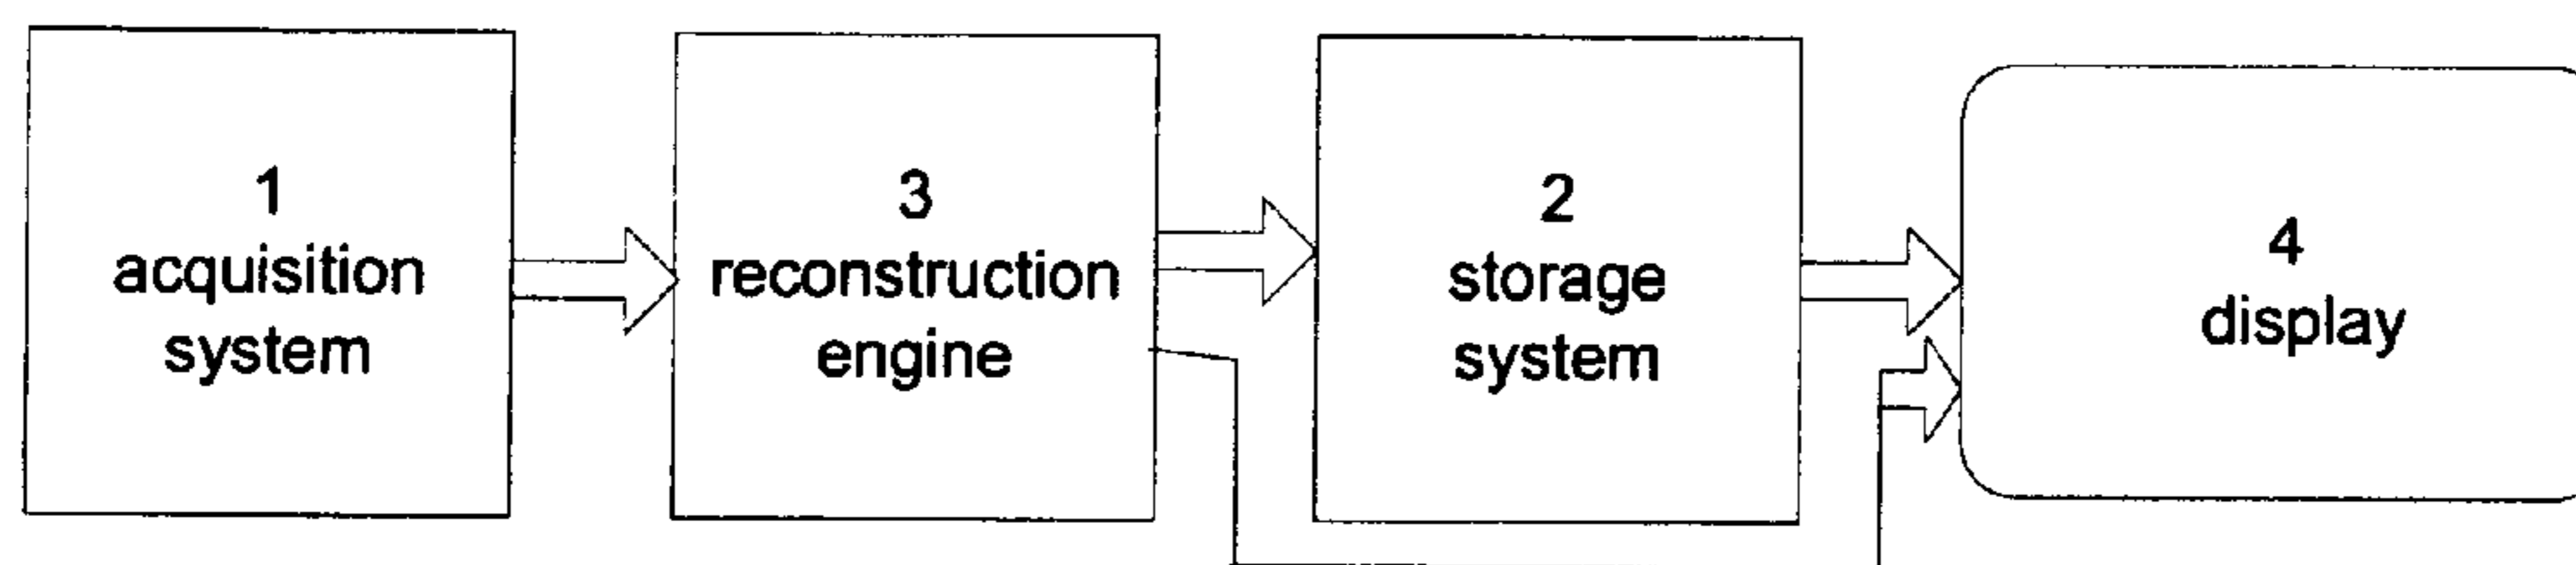 1
acquisition
system
3
reconstruction
engine
2
storage
system
4
display